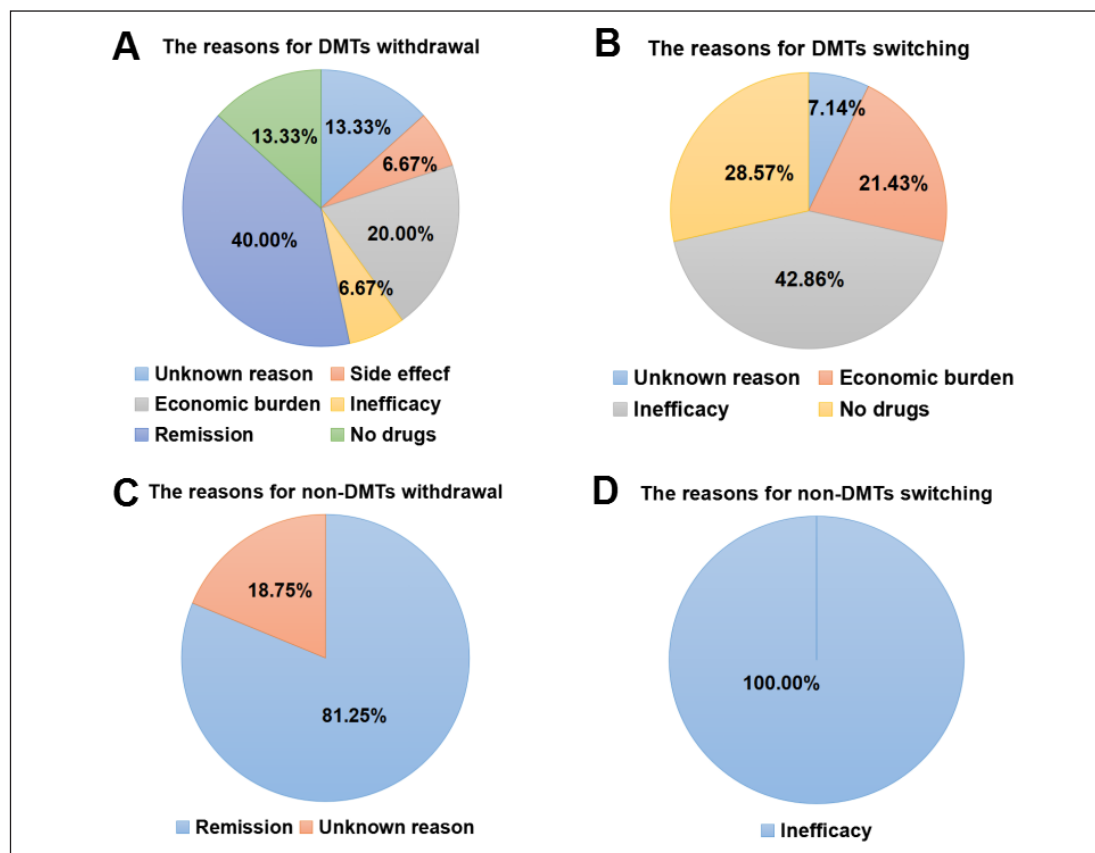 A The reasons for DMTs withdrawal
13.33%
13.33%
6.67%
20.00%
40.00%
6.67%
Unknown reason Side effecf
Economic burden Inefficacy
Remission No drugs
B The reasons for DMTs switching
7.14%
28.57%
21.43%
42.86%
Unknown reason Economic burden
Inefficacy No drugs
C The reasons for non-DMTs withdrawal
18.75%
81.25%
Remission Unknown reason
D The reasons for non-DMTs switching
100.00%
Inefficacy